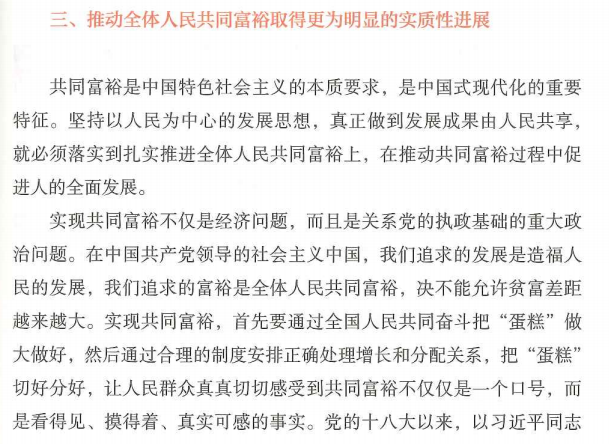 三、推动全体人民共同富裕取得更为明显的实质性进展
共同富裕是中国特色社会主义的本质要求，是中国式现代化的重要
特征。坚持以人民为中心的发展思想，真正做到发展成果由人民共享，
就必须落实到扎实推进全体人民共同富裕上，在推动共同富裕过程中促
进人的全面发展。
实现共同富裕不仅是经济问题，而且是关系党的执政基础的重大政
治问题。在中国共产党领导的社会主义中国，我们追求的发展是造福人
民的发展，我们追求的富裕是全体人民共同富裕，决不能允许贫富差距
越来越大。实现共同富裕，首先要通过全国人民共同奋斗把“蛋糕”做
大做好，然后通过合理的制度安排正确处理增长和分配关系，把“蛋糕”
切好分好，让人民群众真真切切感受到共同富裕不仅仅是一个口号，而
是看得见、摸得着、真实可感的事实。党的十八大以来，以习近平同志